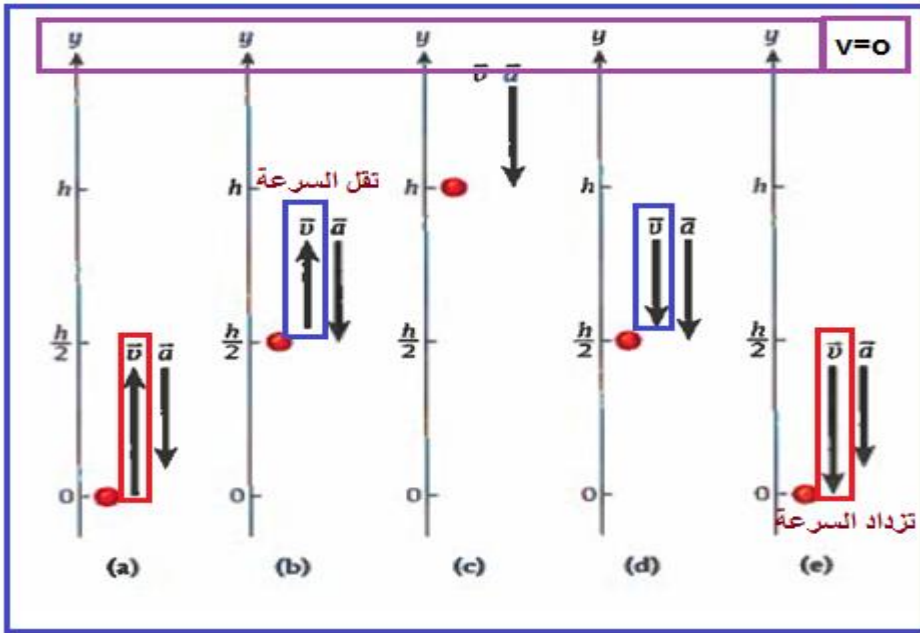 y
y
y
y
y
v=o
v⃗ a⃗
h
h
h
h
h
تقل السرعة
v⃗ a⃗
v⃗ a⃗
h/2
h/2
h/2
h/2
h/2
v⃗ a⃗
v⃗ a⃗
0
0
0
0
0
تزداد السرعة
(a)
(b)
(c)
(d)
(e)